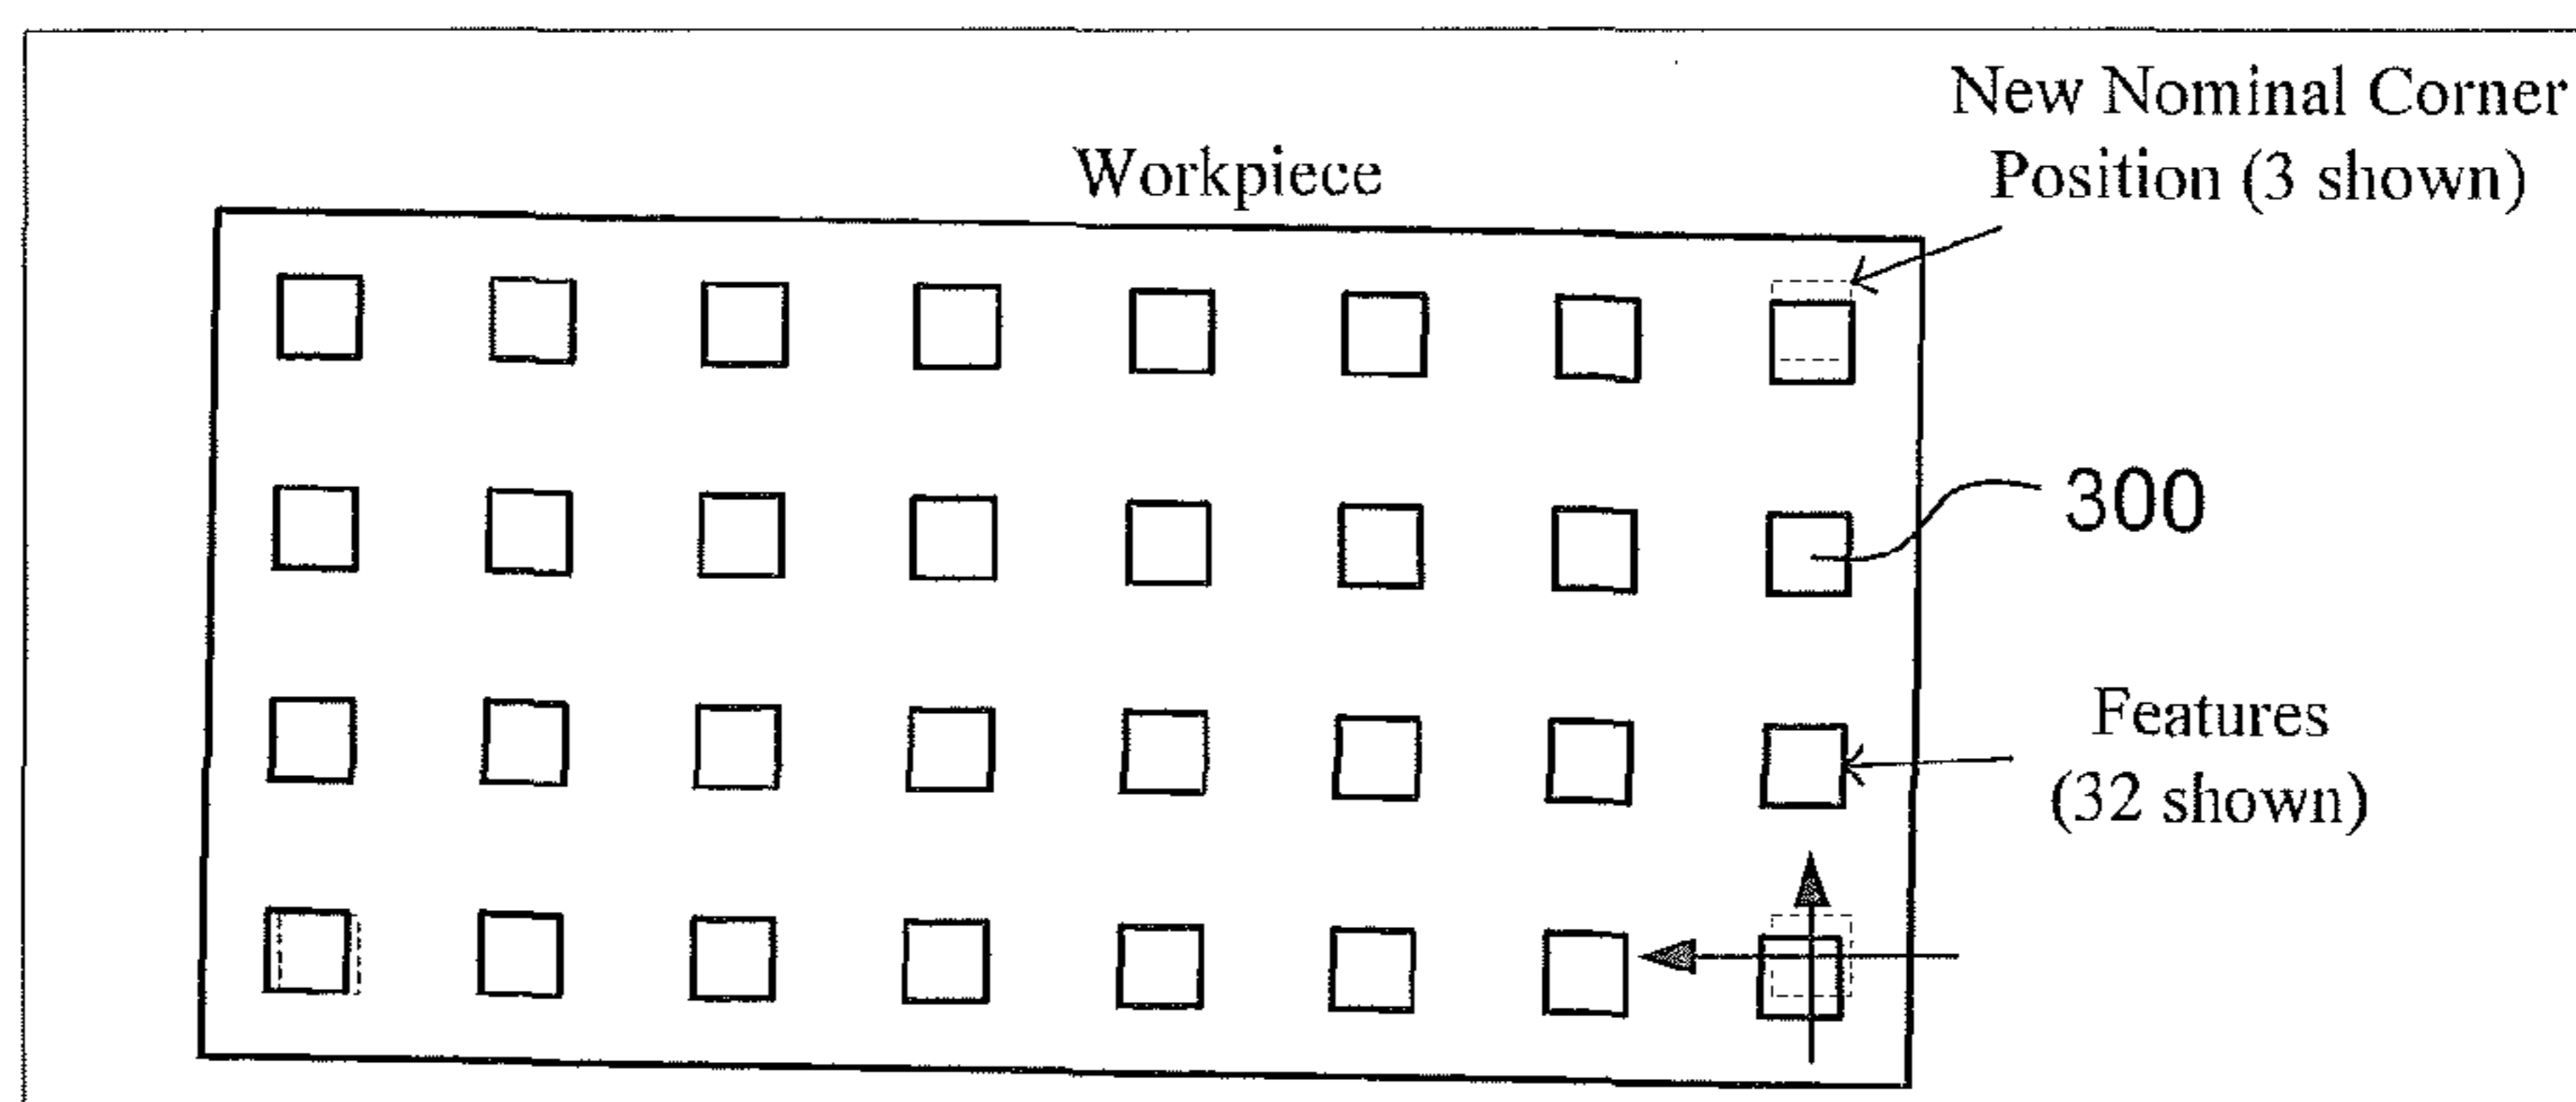 New Nominal Corner
Position (3 shown)
Workpiece
300
Features
(32 shown)